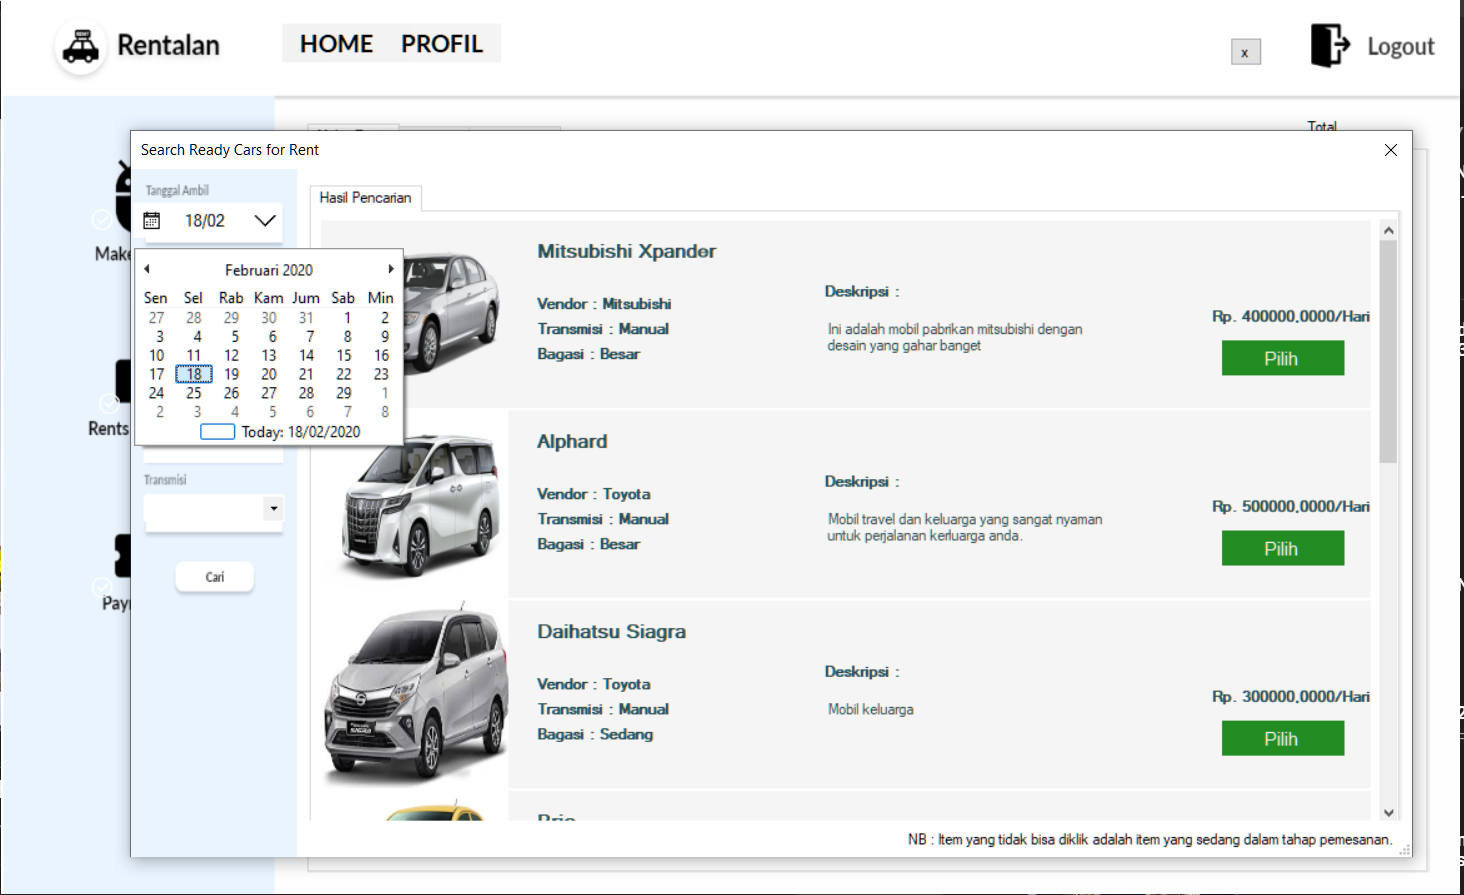 Rentalan
HOME PROFIL
x
Logout
Total
Search Ready Cars for Rent
Tanggal Ambil
18/02
Make
Rents
Februari 2020
Sen Sel Rab Kam Jum Sab Min
27 28 29 30 31 1 2
3 4 5 6 7 8 9
10 11 12 13 14 15 16
17 18 19 20 21 22 23
24 25 26 27 28 29 1
2 3 4 5 6 7 8
Today: 18/02/2020
Transmisi
Cari
Hasil Pencarian
Mitsubishi Xpander
Vendor : Mitsubishi
Transmisi : Manual
Bagasi : Besar
Deskripsi :
Ini adalah mobil pabrikan mitsubishi dengan
desain yang gahar banget
Rp. 400000,0000/Hari
Pilih
Alphard
Vendor : Toyota
Transmisi : Manual
Bagasi : Besar
Deskripsi :
Mobil travel dan keluarga yang sangat nyaman
untuk perjalanan kerluarga anda.
Rp. 500000,0000/Hari
Pilih
Daihatsu Siagra
Vendor : Toyota
Transmisi : Manual
Bagasi : Sedang
Deskripsi :
Mobil keluarga
Rp. 300000,0000/Hari
Pilih
NB : Item yang tidak bisa diklik adalah item yang sedang dalam tahap pemesanan.